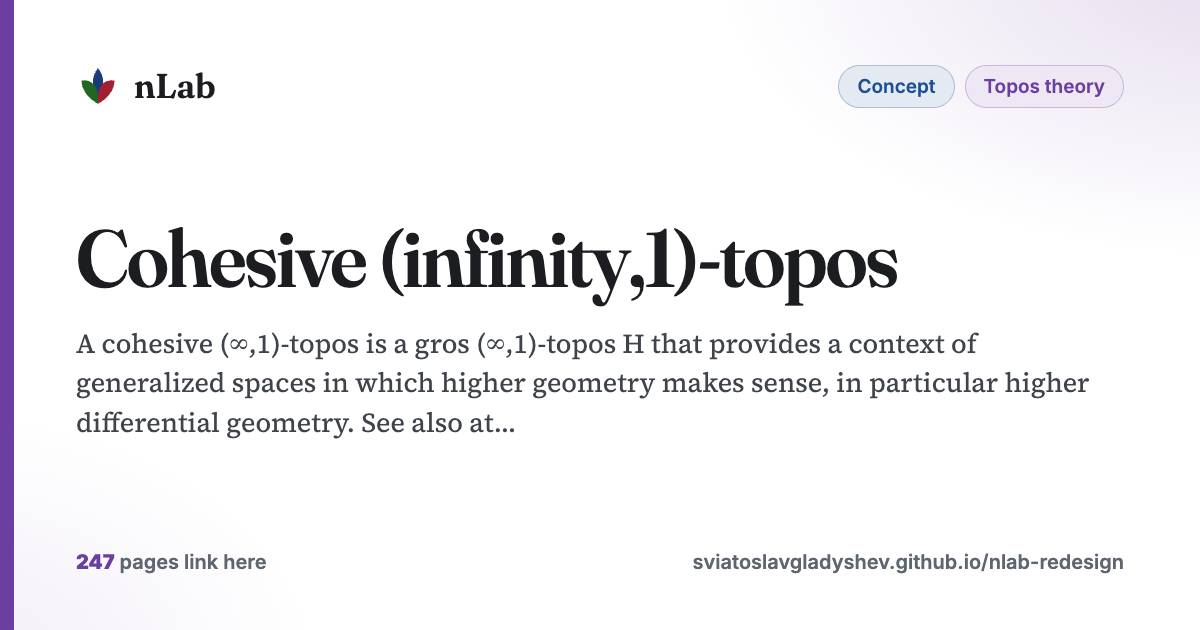 nLab
Concept
Topos theory
Cohesive (infinity,1)-topos
A cohesive (∞,1)-topos is a gros (∞,1)-topos H that provides a context of
generalized spaces in which higher geometry makes sense, in particular higher
differential geometry. See also at...
247 pages link here
sviatoslavgladyshev.github.io/nlab-redesign